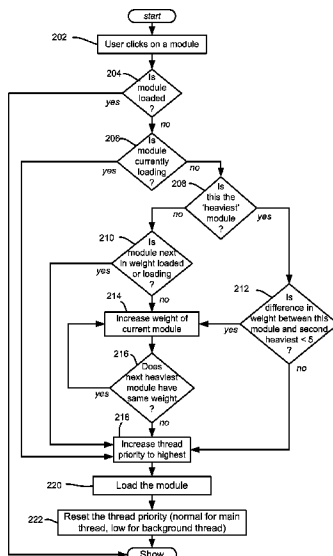 start
202
User clicks on a module
204
Is
module
loaded
?
yes
no
206
Is
module
currently
loading
?
yes
no
208
Is
this the
'heaviest'
module
?
no
yes
210
Is
module next
in weight loaded
or loading
?
yes
no
212
Is
difference in
weight between this
module and second
heaviest < 5
?
yes
no
214
Increase weight of
current module
216
Does
next heaviest
module have
same weight
?
yes
no
218
Increase thread
priority to highest
220
Load the module
222
Reset the thread priority (normal for
main thread, low for background thread)
Show